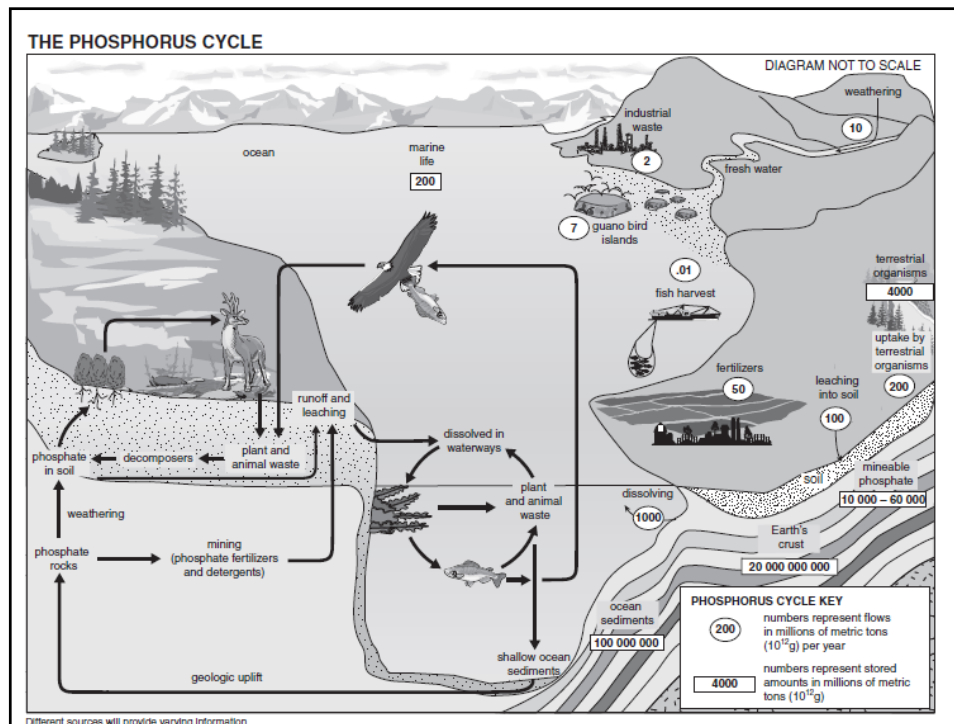 THE PHOSPHORUS CYCLE
DIAGRAM NOT TO SCALE
weathering
10
industrial
waste
2
fresh water
ocean
marine
life
200
7
guano bird
islands
.01
fish harvest
terrestrial
organisms
4000
uptake by
terrestrial
organisms
200
fertilizers
50
leaching
into soil
100
runoff and
leaching
dissolved in
waterways
phosphate
in soil
decomposers
plant and
animal waste
plant
and animal
waste
dissolving
1000
soil
mineable
phosphate
10 000 – 60 000
weathering
phosphate
rocks
mining
(phosphate fertilizers
and detergents)
Earth's
crust
20 000 000 000
ocean
sediments
100 000 000
shallow ocean
sediments
geologic uplift
PHOSPHORUS CYCLE KEY
200
numbers represent flows
in millions of metric tons
(10¹²g) per year
4000
numbers represent stored
amounts in millions of metric
tons (10¹²g)
Different sources will provide varying information